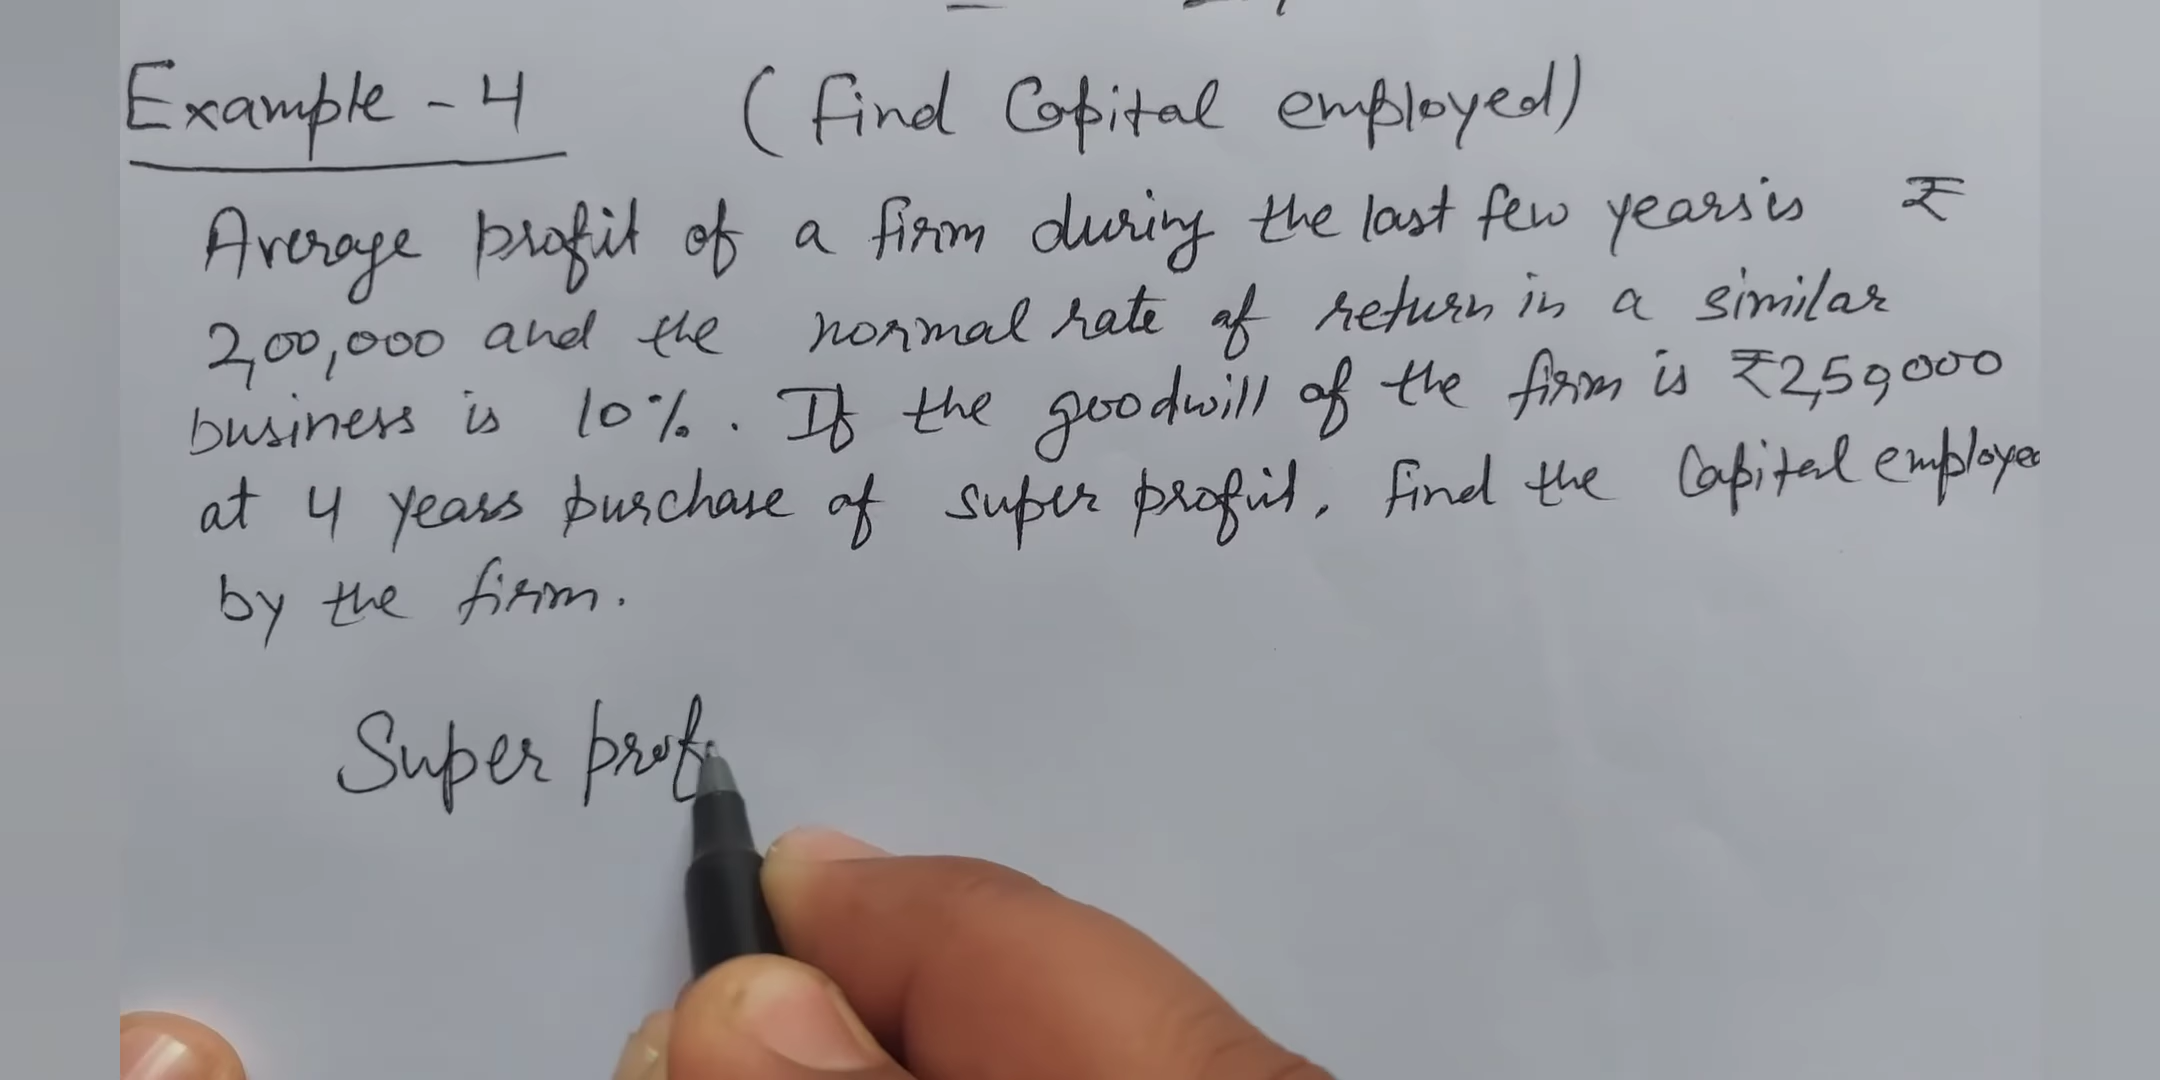 Example - 4 (find Capital employed)
Average profit of a firm during the last few years is ₹
2,00,000 and the normal rate of return in a similar
business is 10%. If the goodwill of the firm is ₹2,50,000
at 4 years purchase of super profit, find the Capital employe
by the firm.
Super prof